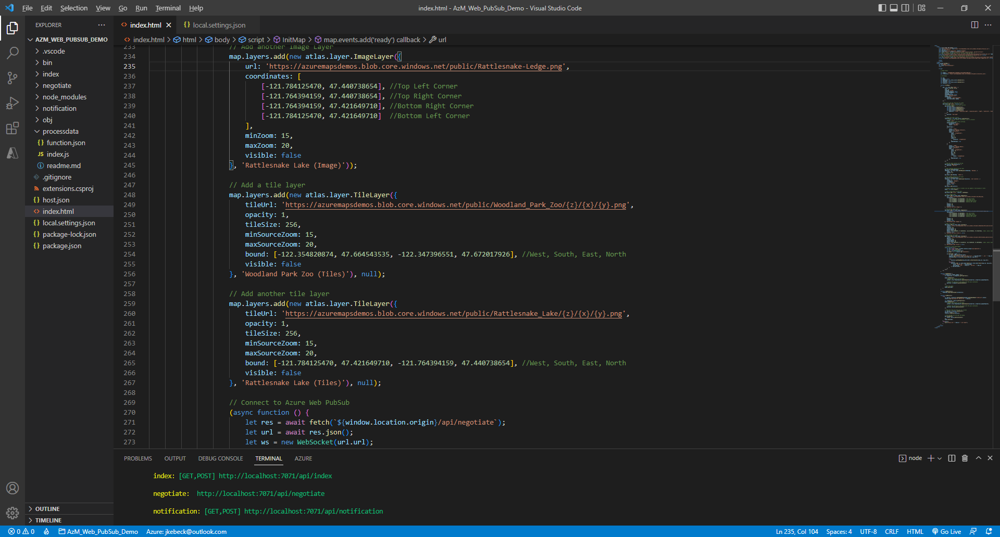 File Edit Selection View Go Run Terminal Help
index.html - AzM_Web_PubSub_Demo - Visual Studio Code
EXPLORER
AZM_WEB_PUBSUB_DEMO
.vscode
bin
index
negotiate
node_modules
notification
obj
processdata
function.json
index.js
readme.md
.gitignore
extensions.csproj
host.json
index.html
local.settings.json
package-lock.json
package.json
OUTLINE
TIMELINE
index.html
local.settings.json
index.html > html > body > script > InitMap > map.events.add('ready') callback > url
233 // Add another Image Layer
234 map.layers.add(new atlas.layer.ImageLayer({
235 url: 'https://azuremapsdemos.blob.core.windows.net/public/Rattlesnake-Ledge.png',
236 coordinates: [
237 [-121.784125470, 47.440738654], //Top Left Corner
238 [-121.764394159, 47.440738654], //Top Right Corner
239 [-121.764394159, 47.421649710], //Bottom Right Corner
240 [-121.784125470, 47.421649710] //Bottom Left Corner
241 ],
242 minZoom: 15,
243 maxZoom: 20,
244 visible: false
245 }, 'Rattlesnake Lake (Image)'));
246
247 // Add a tile layer
248 map.layers.add(new atlas.layer.TileLayer({
249 tileUrl: 'https://azuremapsdemos.blob.core.windows.net/public/Woodland_Park_Zoo/{z}/{x}/{y}.png',
250 opacity: 1,
251 tileSize: 256,
252 minSourceZoom: 15,
253 maxSourceZoom: 20,
254 bound: [-122.354820874, 47.664543535, -122.347396551, 47.672017926], //West, South, East, North
255 visible: false
256 }, 'Woodland Park Zoo (Tiles)'), null);
257
258 // Add another tile layer
259 map.layers.add(new atlas.layer.TileLayer({
260 tileUrl: 'https://azuremapsdemos.blob.core.windows.net/public/Rattlesnake_Lake/{z}/{x}/{y}.png',
261 opacity: 1,
262 tileSize: 256,
263 minSourceZoom: 15,
264 maxSourceZoom: 20,
265 bound: [-121.784125470, 47.421649710, -121.764394159, 47.440738654], //West, South, East, North
266 visible: false
267 }, 'Rattlesnake Lake (Tiles)'), null);
268
269 // Connect to Azure Web PubSub
270 (async function () {
271 let res = await fetch(`${window.location.origin}/api/negotiate`);
272 let url = await res.json();
273 let ws = new WebSocket(url.url);
PROBLEMS OUTPUT DEBUG CONSOLE TERMINAL AZURE
node
index: [GET,POST] http://localhost:7071/api/index
negotiate: http://localhost:7071/api/negotiate
notification: [GET,POST] http://localhost:7071/api/notification
0 0 AzM_Web_PubSub_Demo Azure: jkebeck@outlook.com
Ln 235, Col 104 Spaces: 4 UTF-8 CRLF HTML Go Live